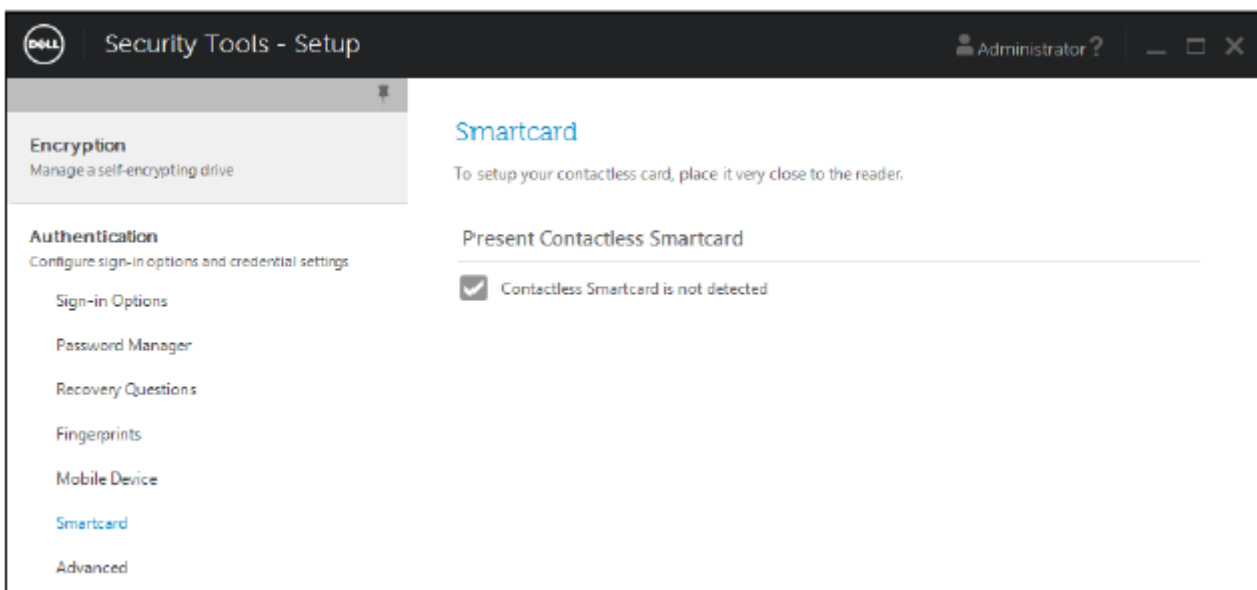 DELL Security Tools - Setup Administrator ?
Encryption
Manage a self-encrypting drive
Authentication
Configure sign-in options and credential settings
Sign-in Options
Password Manager
Recovery Questions
Fingerprints
Mobile Device
Smartcard
Advanced
Smartcard
To setup your contactless card, place it very close to the reader.
Present Contactless Smartcard
Contactless Smartcard is not detected